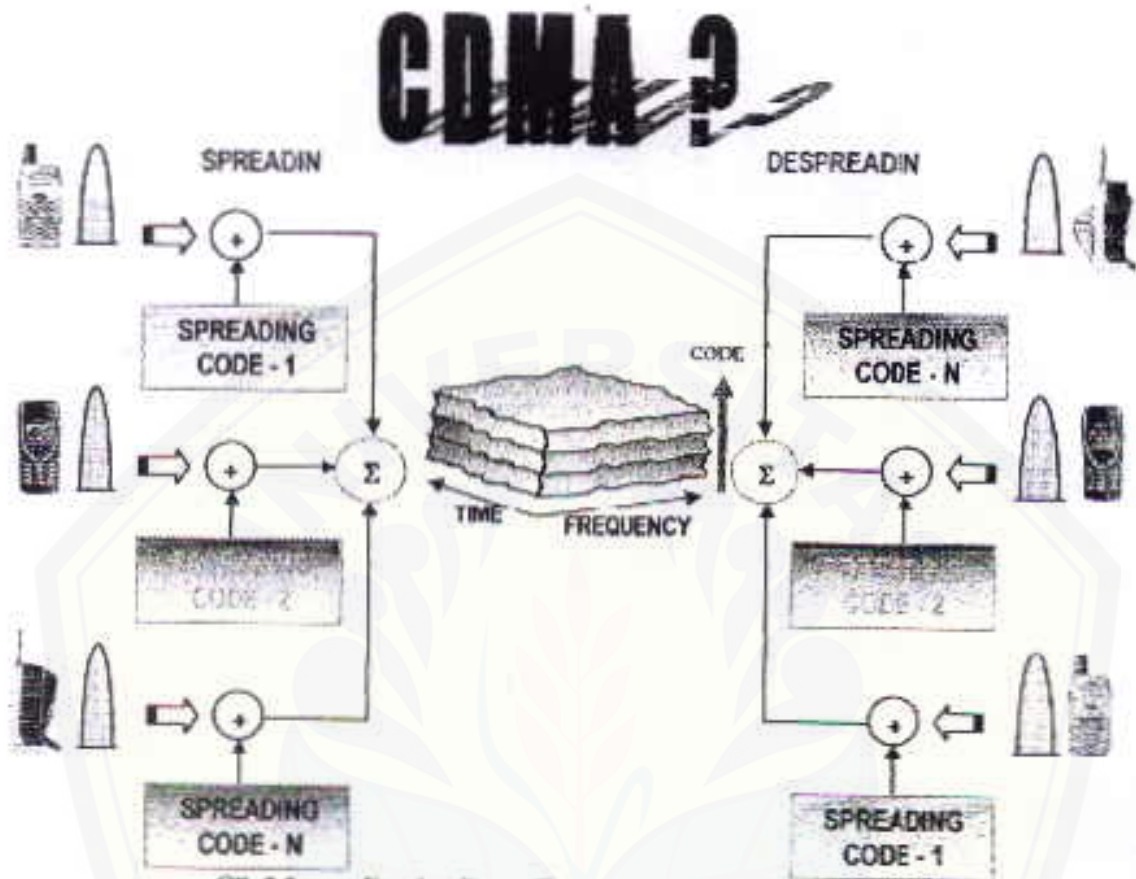 CDMA ?
SPREADIN
DESPREADIN
SPREADING
CODE - 1
SPREADING
CODE - N
CODE
Σ
Σ
TIME
FREQUENCY
CODE - 2
CODE - 2
SPREADING
CODE - N
SPREADING
CODE - 1
+
+
+
+
+
+
UNIVERSITA